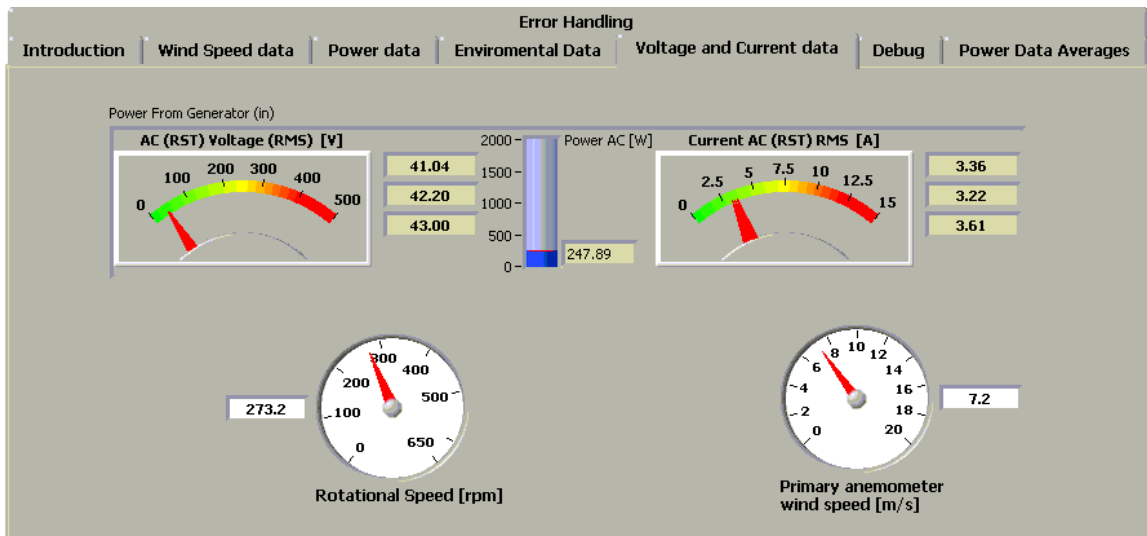 Error Handling
Introduction Wind Speed data Power data Enviromental Data Voltage and Current data Debug Power Data Averages
Power From Generator (in)
AC (RST) Voltage (RMS) [V]
0 100 200 300 400 500
41.04
42.20
43.00
2000
1500
1000
500
0
Power AC [W]
247.89
Current AC (RST) RMS [A]
0 2.5 5 7.5 10 12.5 15
3.36
3.22
3.61
273.2
0 100 200 300 400 500 650
Rotational Speed [rpm]
0 2 4 6 8 10 12 14 16 18 20
7.2
Primary anemometer
wind speed [m/s]